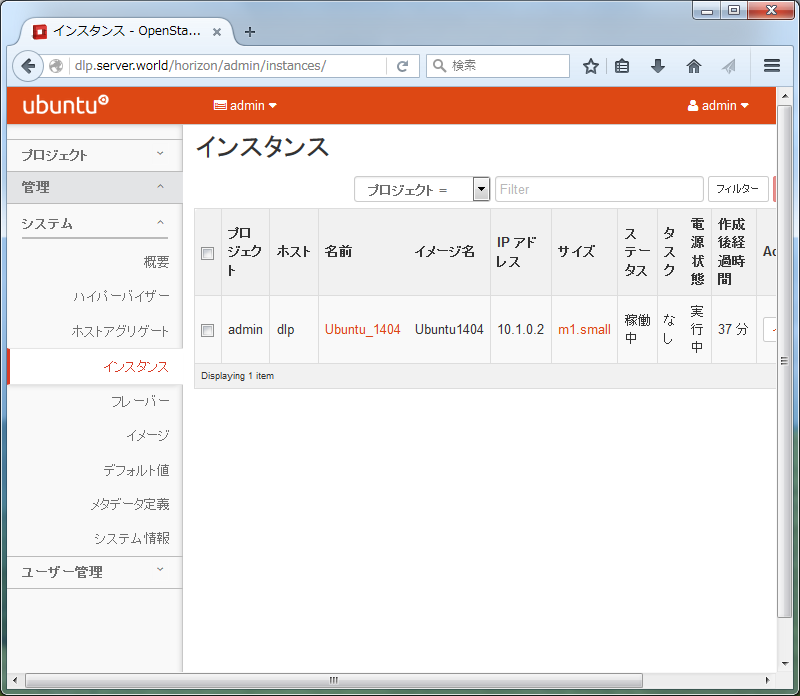 インスタンス - OpenSta...
dlp.server.world/horizon/admin/instances/
検索
ubuntu
admin
admin
プロジェクト
管理
システム
概要
ハイパーバイザー
ホストアグリゲート
インスタンス
フレーバー
イメージ
デフォルト値
メタデータ定義
システム情報
ユーザー管理
インスタンス
プロジェクト =
Filter
フィルター
プロ
ジェク
ト
ホスト
名前
イメージ名
IP アド
レス
サイズ
ス
テー
タス
タ
ス
ク
電
源
状
態
作成
後経
過時
間
Ac
admin
dlp
Ubuntu_1404
Ubuntu1404
10.1.0.2
m1.small
稼働
中
な
し
実
行
中
37 分
Displaying 1 item